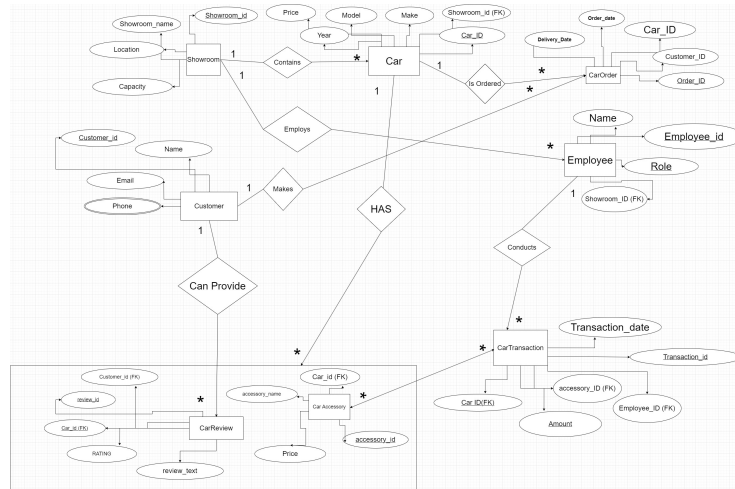 Showroom_id
Showroom_name
Location
Showroom
Capacity
1
1
Contains
*
Price
Model
Make
Year
Showroom_id (FK)
Car_ID
Car
1
1
Is Ordered
*
*
Order_date
Delivery_Date
Car_ID
Customer_ID
CarOrder
Order_ID
Employs
*
Name
Employee_id
Employee
Role
Showroom_ID (FK)
1
Customer_id
Name
Email
Phone
Customer
1
1
Makes
HAS
Can Provide
Conducts
*
*
*
*
*
*
Transaction_date
CarTransaction
Transaction_id
Car ID(FK)
accessory_ID (FK)
Employee_ID (FK)
Amount
Customer_id (FK)
review_id
Car_id (FK)
CarReview
RATING
review_text
Car_id (FK)
accessory_name
Car Accessory
Price
accessory_id